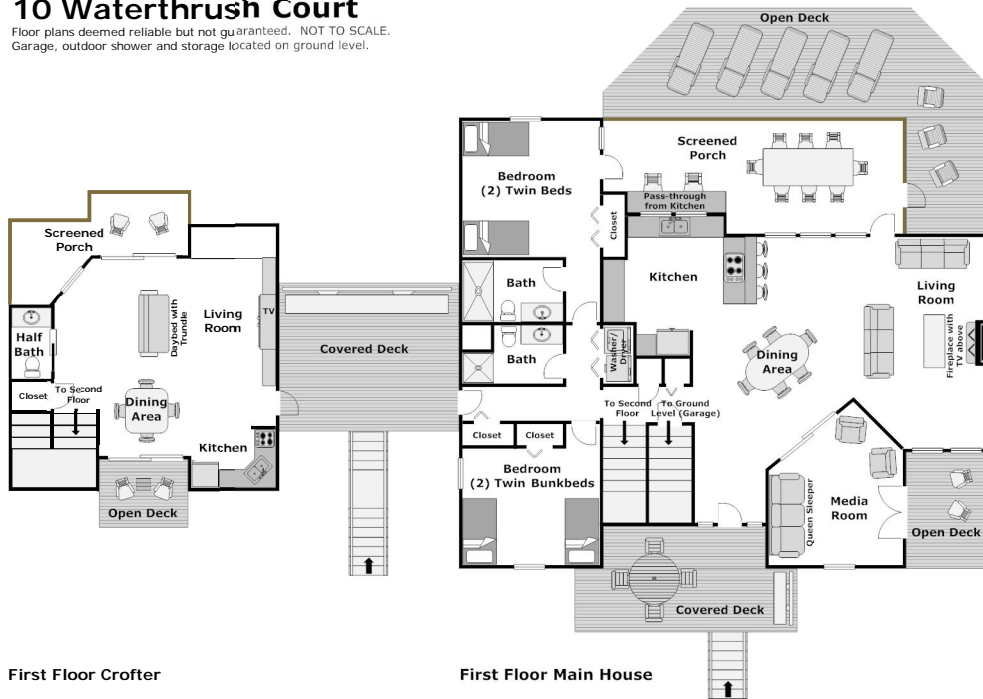 10 Waterthrush Court
Floor plans deemed reliable but not guaranteed. NOT TO SCALE.
Garage, outdoor shower and storage located on ground level.
Open Deck
Screened
Porch
Bedroom
(2) Twin Beds
Pass-through
from Kitchen
Closet
Kitchen
Living
Room
Fireplace with
TV above
Bath
Bath
Washer/
Dryer
Dining
Area
To Second
Floor
To Ground
Level (Garage)
Closet
Closet
Bedroom
(2) Twin Bunkbeds
Queen Sleeper
Media
Room
Open Deck
Covered Deck
Screened
Porch
Daybed with
Trundle
Living
Room
TV
Half
Bath
Closet
To Second
Floor
Dining
Area
Kitchen
Open Deck
Covered Deck
First Floor Crofter
First Floor Main House